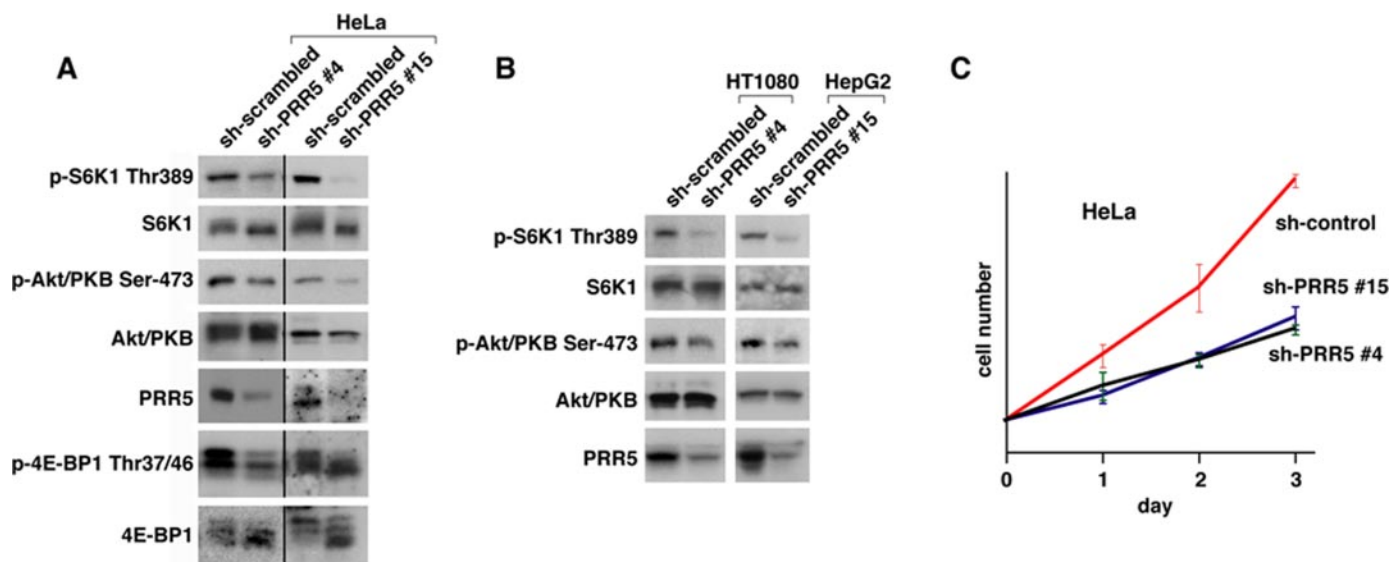 A
HeLa
sh-scrambled
sh-PRR5 #4
sh-scrambled
sh-PRR5 #15
p-S6K1 Thr389
S6K1
p-Akt/PKB Ser-473
Akt/PKB
PRR5
p-4E-BP1 Thr37/46
4E-BP1
B
HT1080
HepG2
sh-scrambled
sh-PRR5 #4
sh-scrambled
sh-PRR5 #15
p-S6K1 Thr389
S6K1
p-Akt/PKB Ser-473
Akt/PKB
PRR5
C
HeLa
sh-control
sh-PRR5 #15
sh-PRR5 #4
cell number
0 1 2 3
day